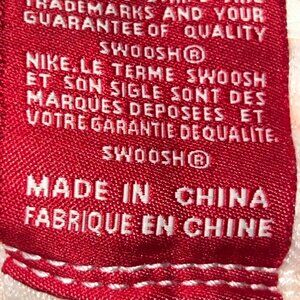 TRADEMARKS AND YOUR
GUARANTEE OF QUALITY
SWOOSH®
NIKE, LE TERME SWOOSH
ET SON SIGLE SONT DES
MARQUES DEPOSEES ET
VOTRE GARANTIE DE QUALITE.
SWOOSH®
MADE IN CHINA
FABRIQUE EN CHINE